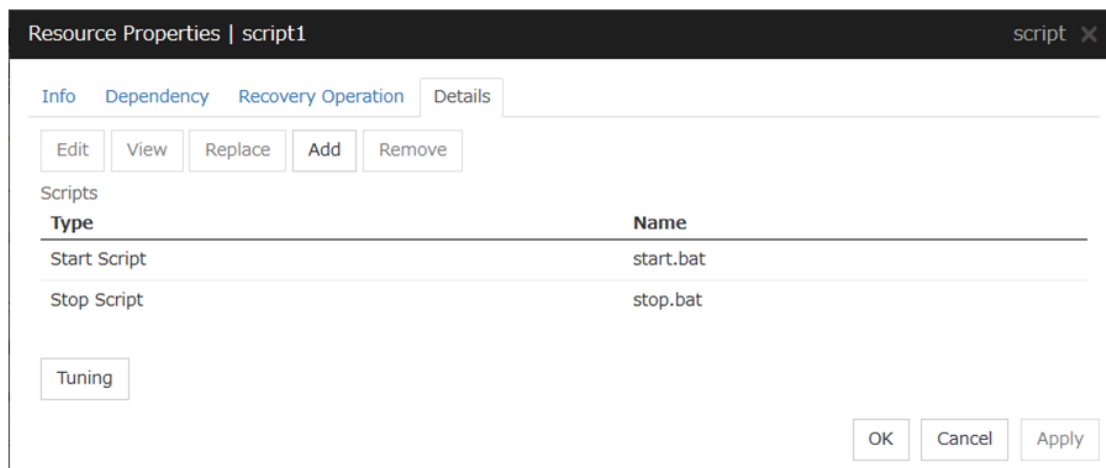 Resource Properties | script1 script
Info Dependency Recovery Operation Details
Edit View Replace Add Remove
Scripts
Type Name
Start Script start.bat
Stop Script stop.bat
Tuning
OK Cancel Apply